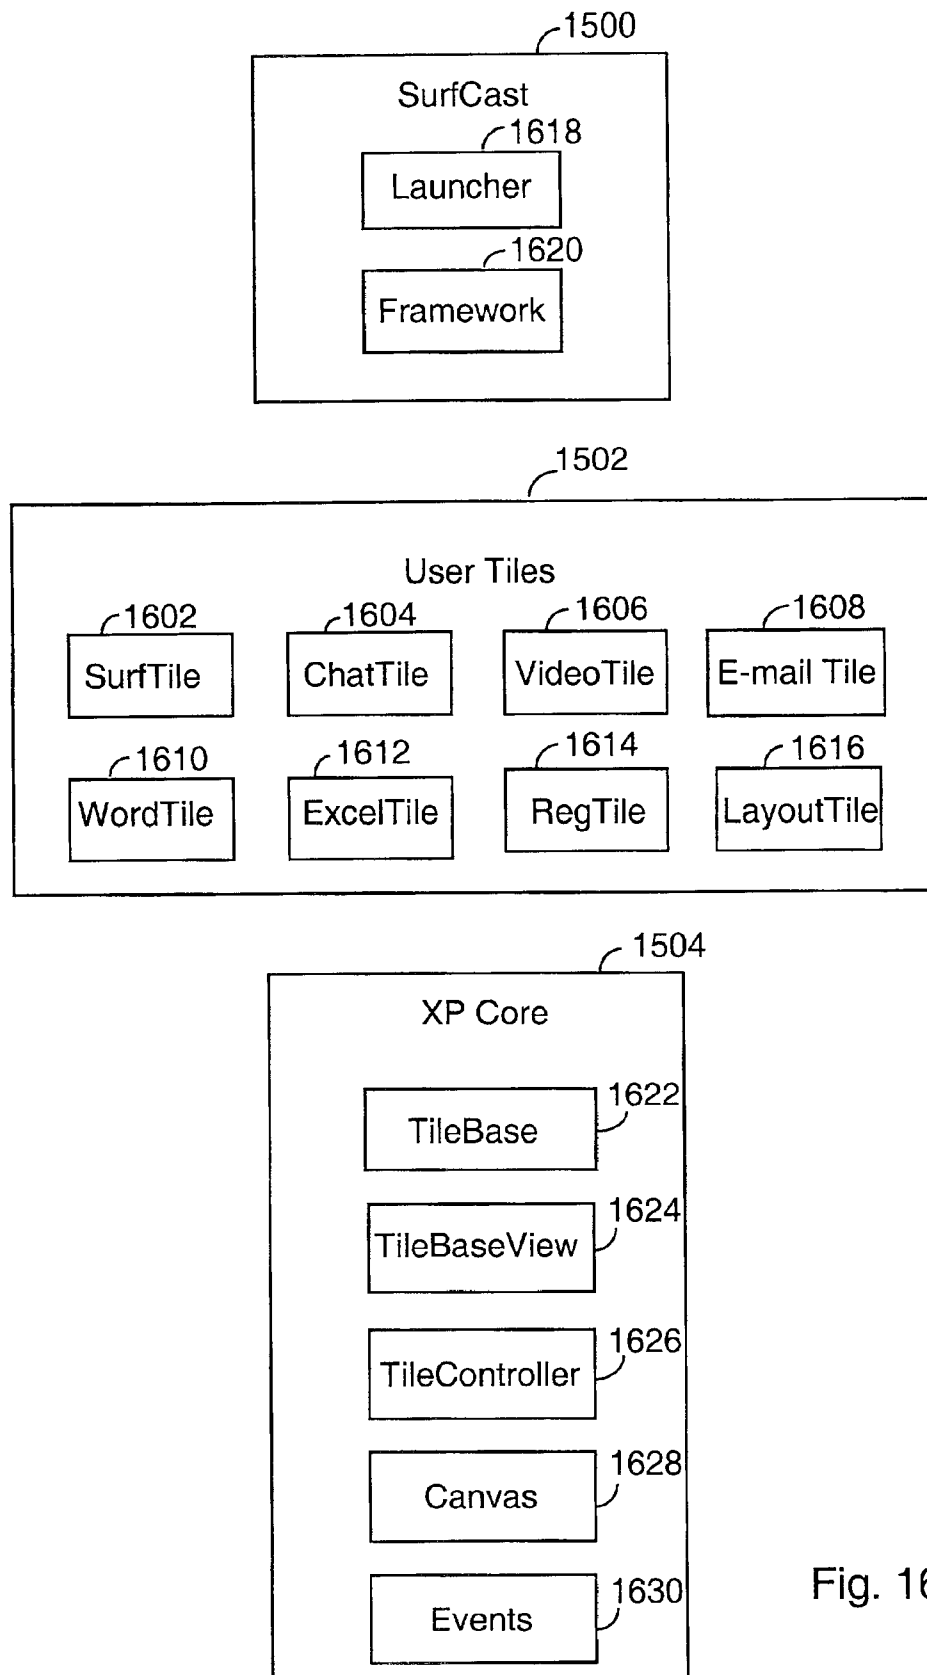 1500
SurfCast
1618
Launcher
1620
Framework
1502
User Tiles
1602 1604 1606 1608
SurfTile ChatTile VideoTile E-mail Tile
1610 1612 1614 1616
WordTile ExcelTile RegTile LayoutTile
1504
XP Core
1622
TileBase
1624
TileBaseView
1626
TileController
1628
Canvas
Fig. 16
1630
Events